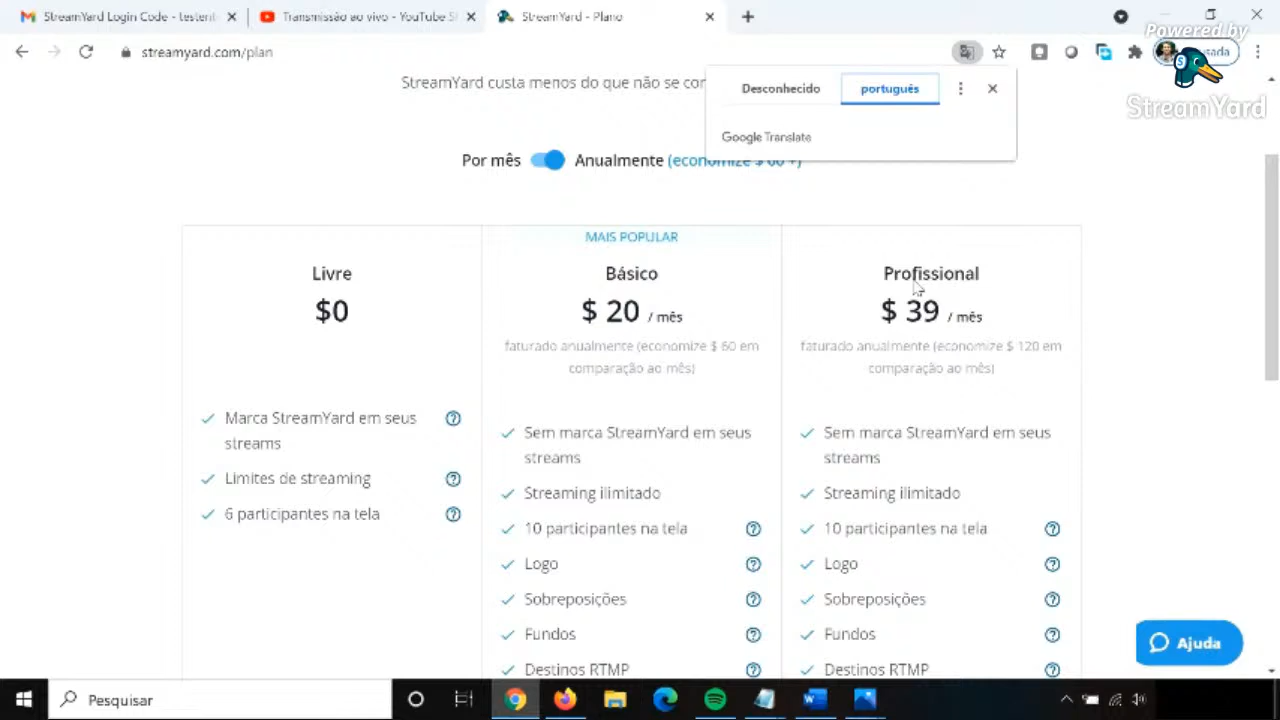 StreamYard Login Code - testent
Transmissão ao vivo - YouTube S
StreamYard - Plano
Powered by
streamyard.com/plan
StreamYard
StreamYard custa menos do que não se cor
Desconhecido
português
Google Translate
Por mês
Anualmente (economize $ 60 +)
MAIS POPULAR
Livre
$0
Básico
$ 20 / mês
faturado anualmente (economize $ 60 em
comparação ao mês)
Profissional
$ 39 / mês
faturado anualmente (economize $ 120 em
comparação ao mês)
Marca StreamYard em seus
streams
Limites de streaming
6 participantes na tela
Sem marca StreamYard em seus
streams
Streaming ilimitado
10 participantes na tela
Logo
Sobreposições
Fundos
Destinos RTMP
Sem marca StreamYard em seus
streams
Streaming ilimitado
10 participantes na tela
Logo
Sobreposições
Fundos
Destinos RTMP
Ajuda
Pesquisar